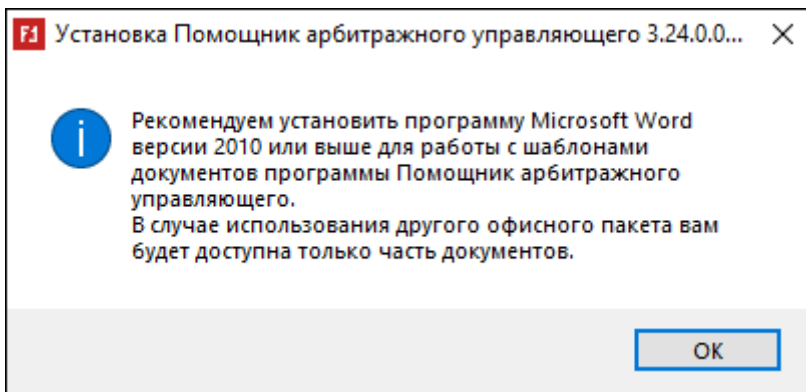 Установка Помощник арбитражного управляющего 3.24.0.0...
Рекомендуем установить программу Microsoft Word
версии 2010 или выше для работы с шаблонами
документов программы Помощник арбитражного
управляющего.
В случае использования другого офисного пакета вам
будет доступна только часть документов.
ОК